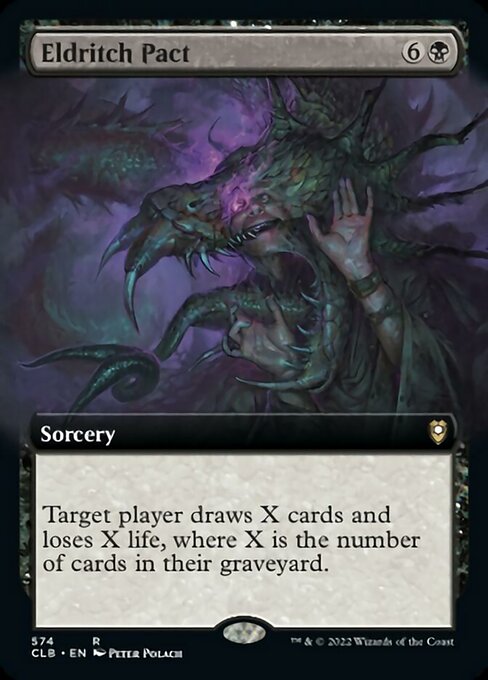 Eldritch Pact 6
Sorcery
Target player draws X cards and
loses X life, where X is the number
of cards in their graveyard.
574 R
CLB • EN PETER POLACH
™ & © 2022 Wizards of the Coast